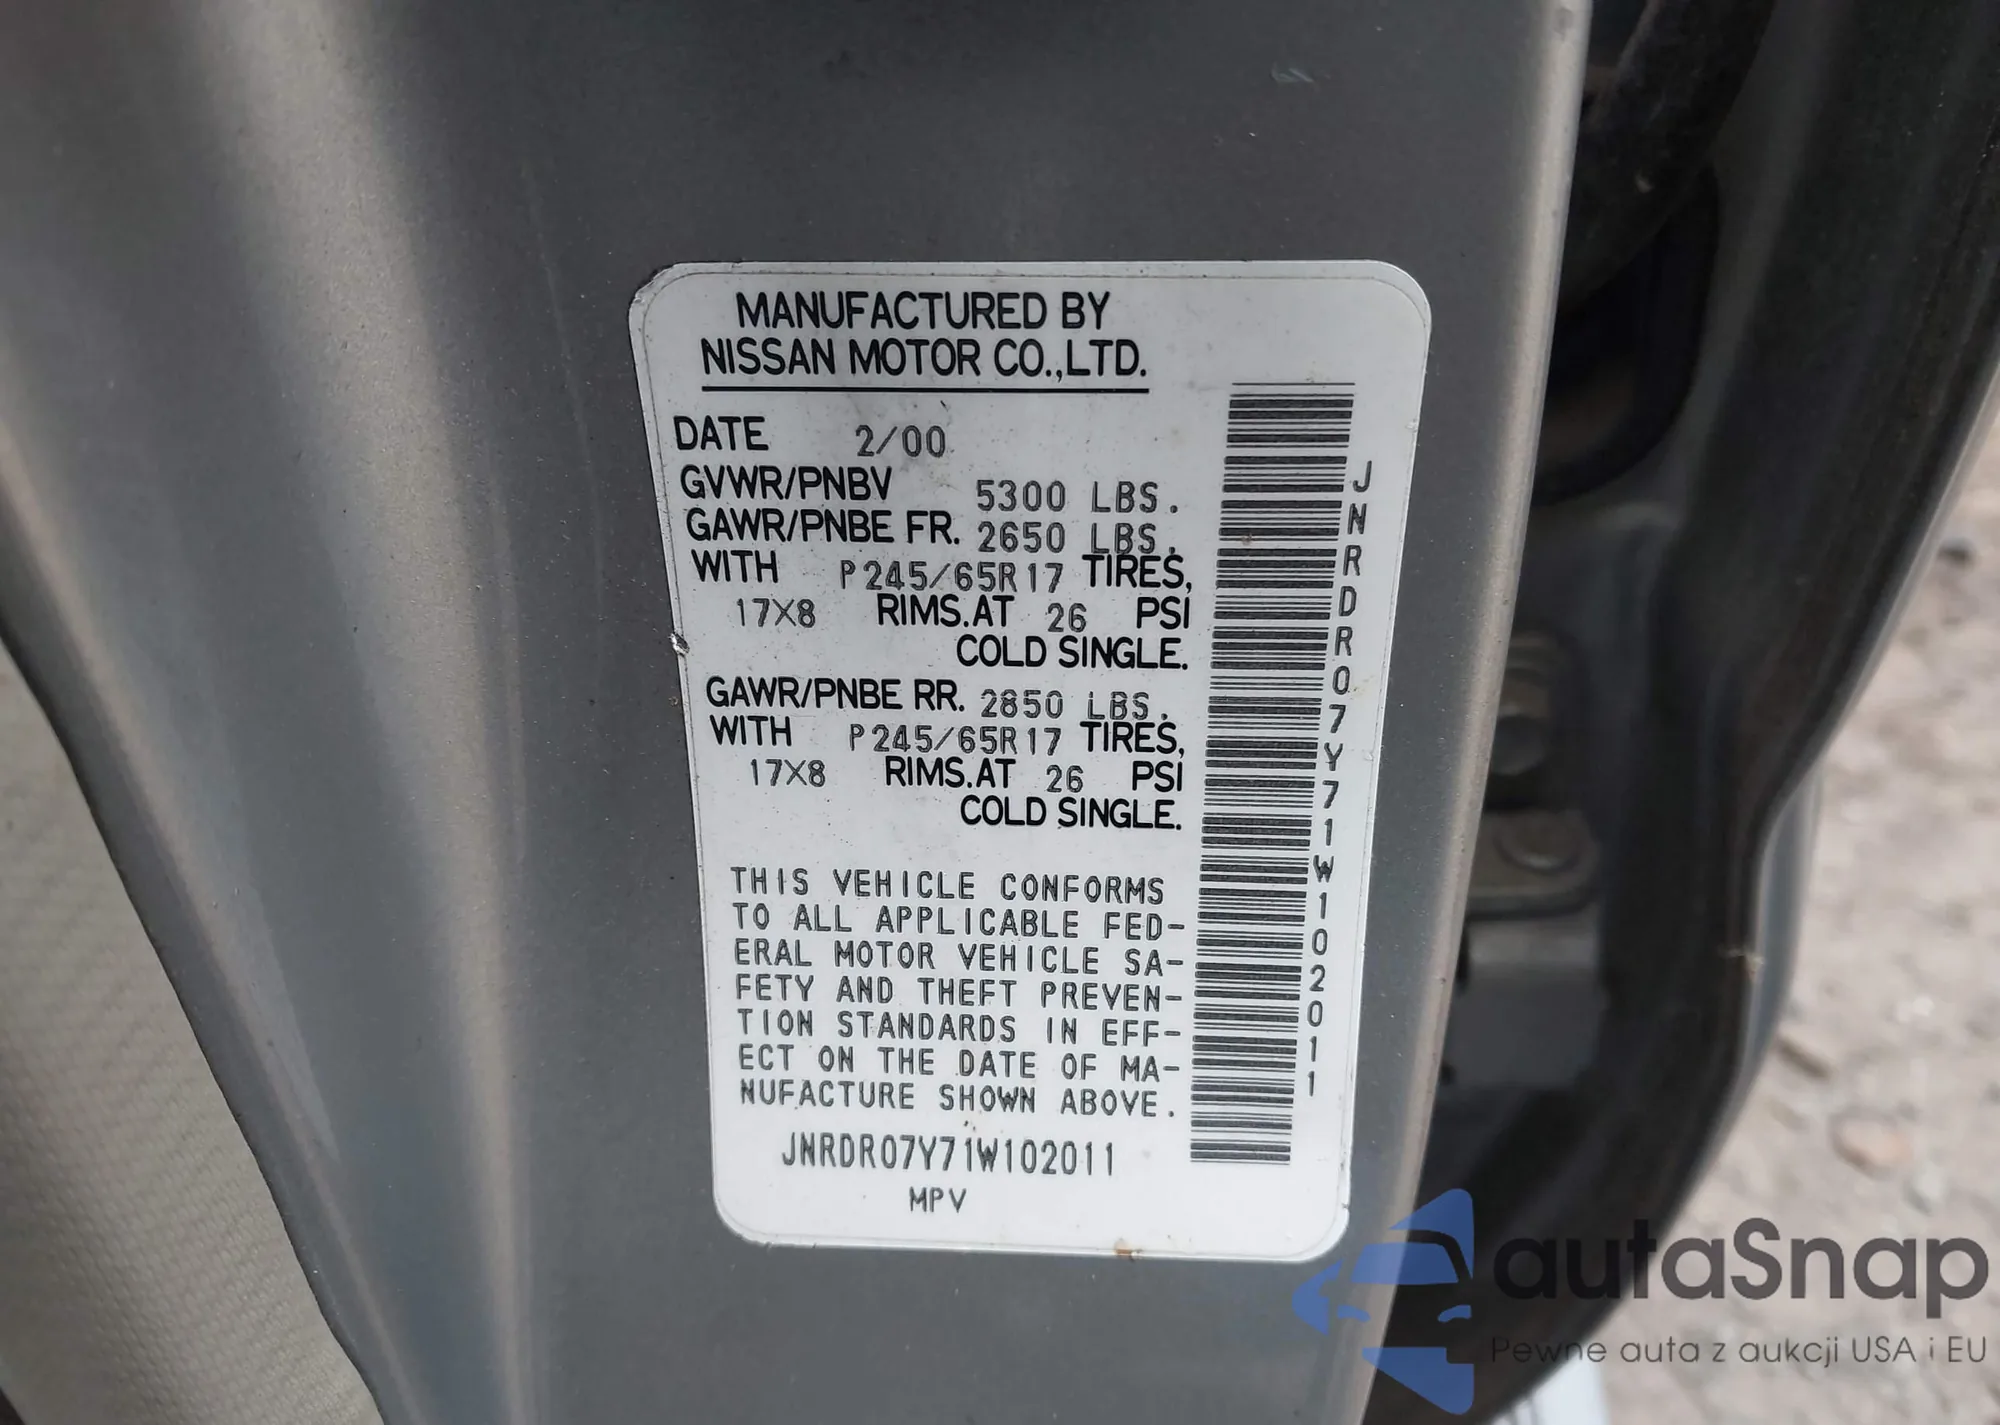 MANUFACTURED BY
NISSAN MOTOR CO.,LTD.
DATE 2/00
GVWR/PNBV 5300 LBS.
GAWR/PNBE FR. 2650 LBS.
WITH P245/65R17 TIRES,
17X8 RIMS.AT 26 PSI
COLD SINGLE.
GAWR/PNBE RR. 2850 LBS.
WITH P245/65R17 TIRES,
17X8 RIMS.AT 26 PSI
COLD SINGLE.
THIS VEHICLE CONFORMS
TO ALL APPLICABLE FED-
ERAL MOTOR VEHICLE SA-
FETY AND THEFT PREVEN-
TION STANDARDS IN EFF-
ECT ON THE DATE OF MA-
NUFACTURE SHOWN ABOVE.
JNRDR07Y71W102011
MPV
JNRDR07Y71W102011
autaSnap
Pewne auta z aukcji USA i EU